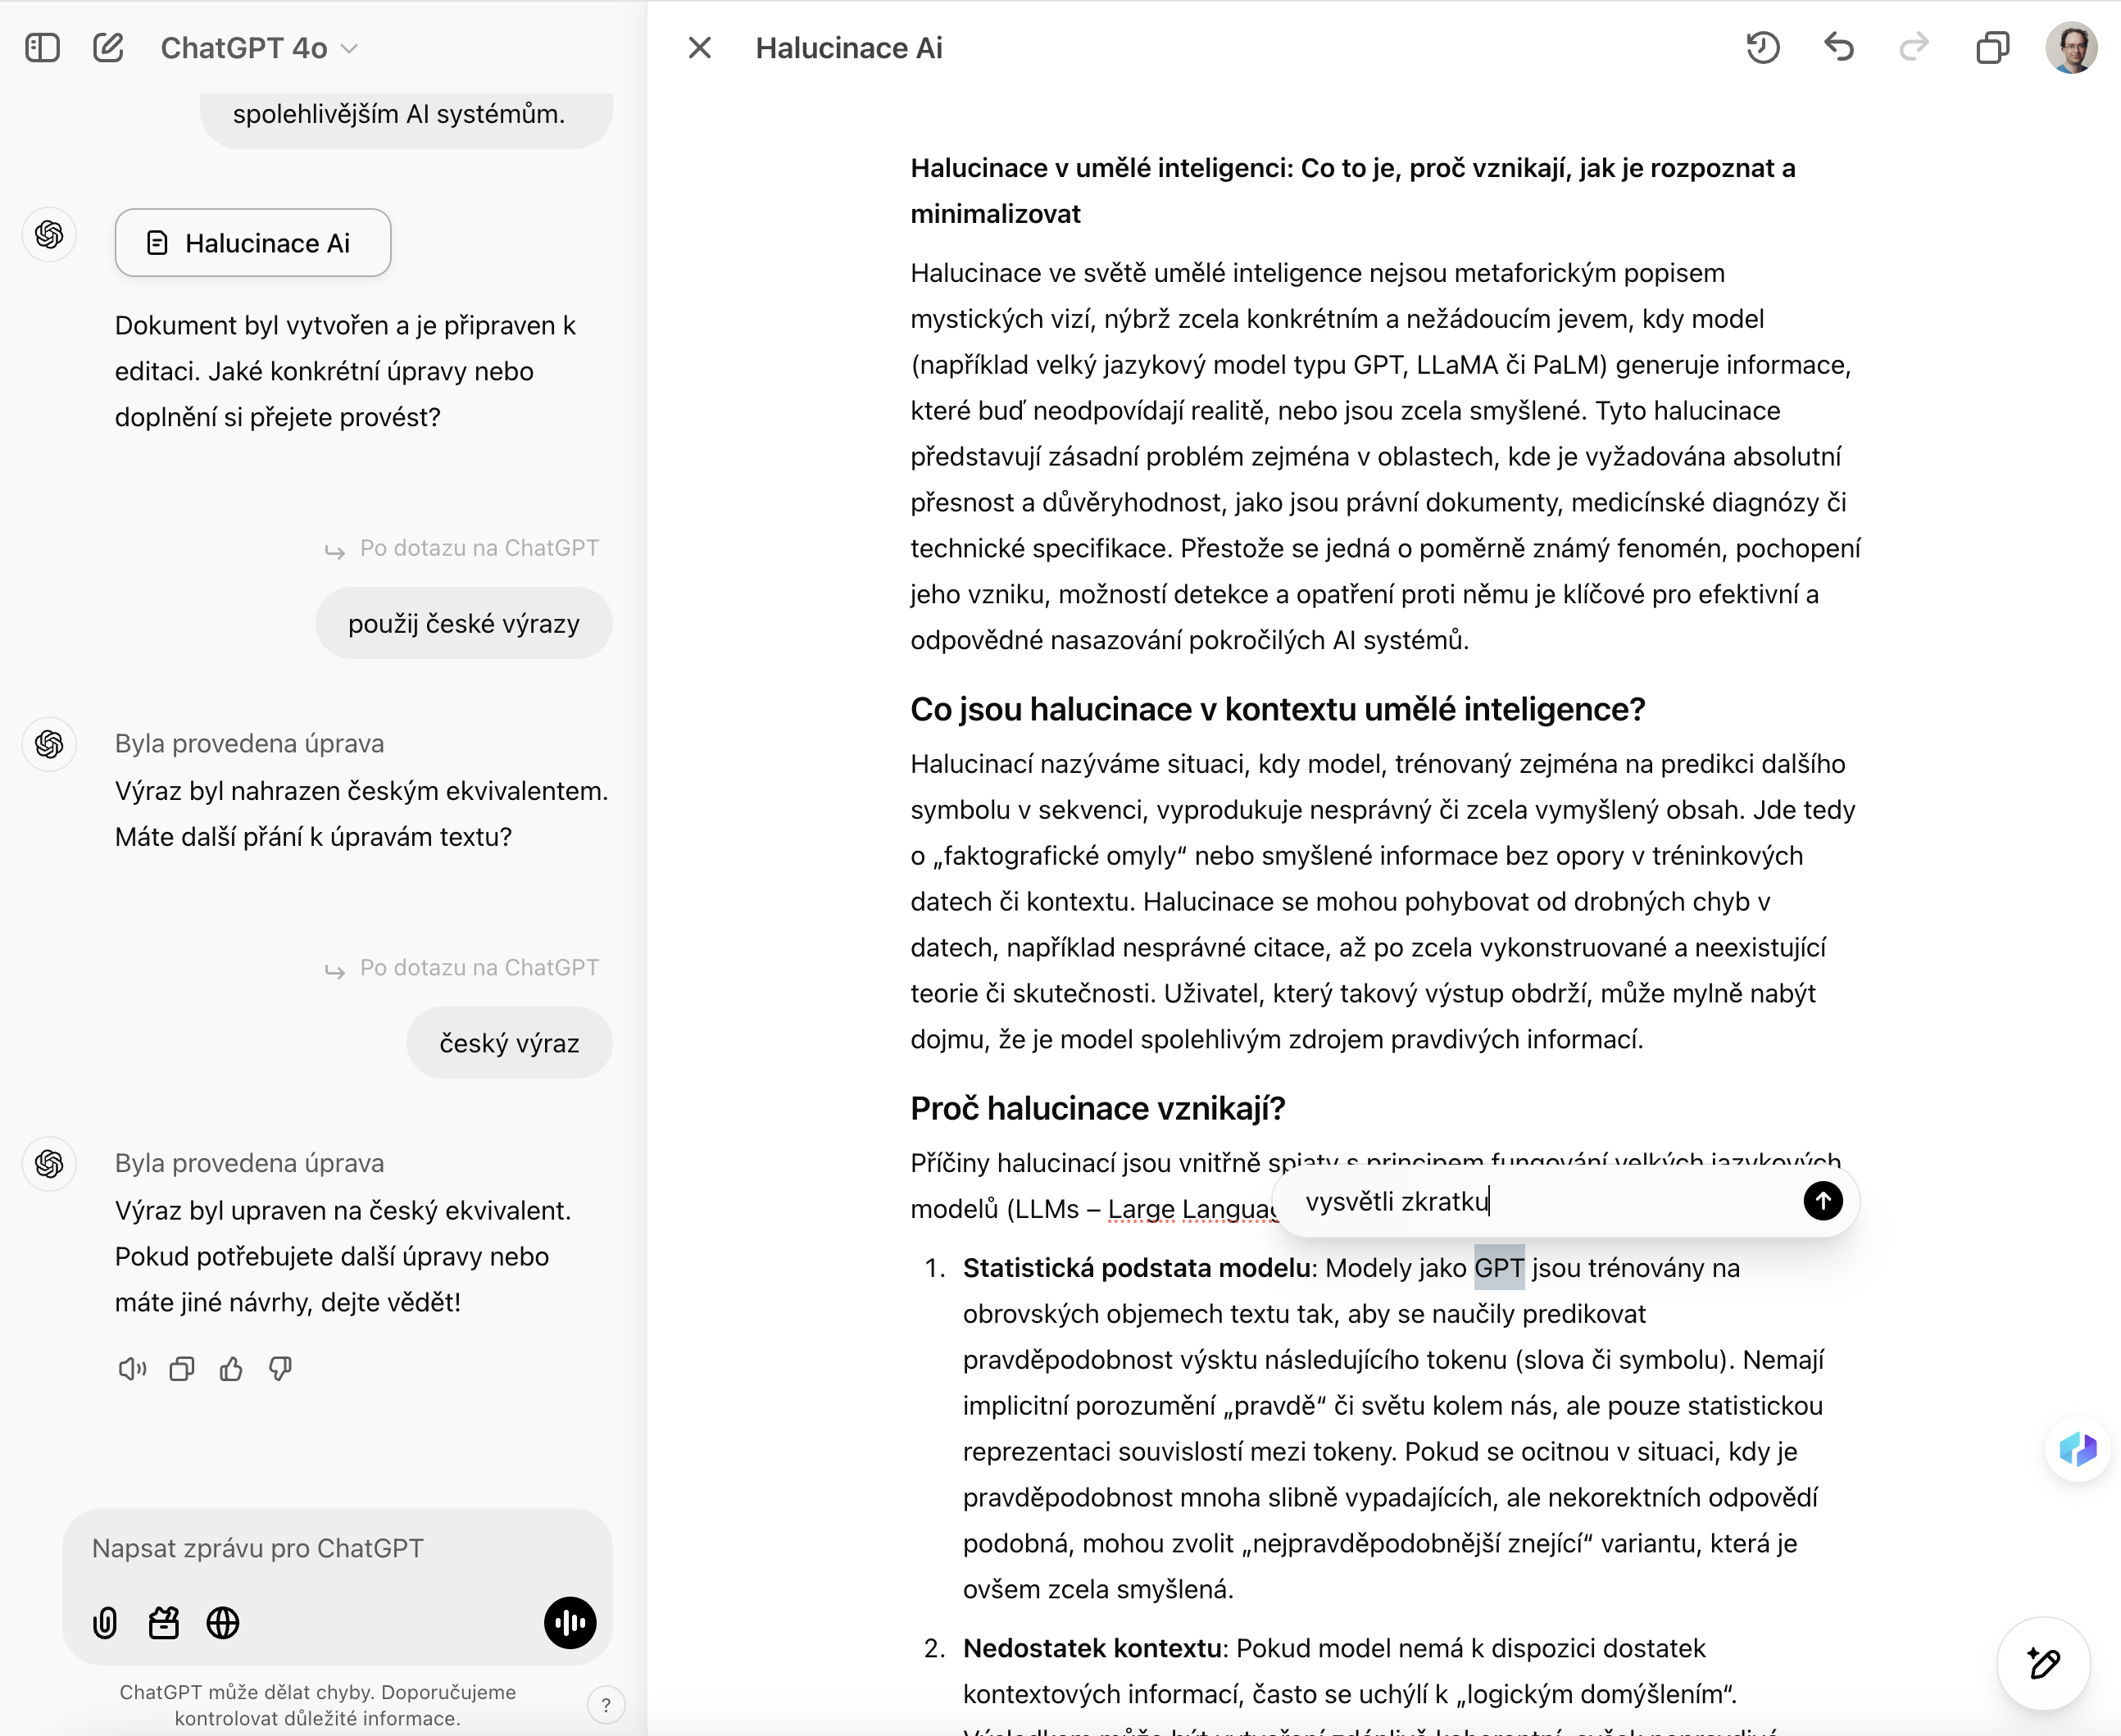 ChatGPT 4o
spolehlivějším AI systémům.
Halucinace Ai
Dokument byl vytvořen a je připraven k
editaci. Jaké konkrétní úpravy nebo
doplnění si přejete provést?
Po dotazu na ChatGPT
použij české výrazy
Byla provedena úprava
Výraz byl nahrazen českým ekvivalentem.
Máte další přání k úpravám textu?
Po dotazu na ChatGPT
český výraz
Byla provedena úprava
Výraz byl upraven na český ekvivalent.
Pokud potřebujete další úpravy nebo
máte jiné návrhy, dejte vědět!
Napsat zprávu pro ChatGPT
ChatGPT může dělat chyby. Doporučujeme
kontrolovat důležité informace.
?
Halucinace Ai
Halucinace v umělé inteligenci: Co to je, proč vznikají, jak je rozpoznat a
minimalizovat
Halucinace ve světě umělé inteligence nejsou metaforickým popisem
mystických vizí, nýbrž zcela konkrétním a nežádoucím jevem, kdy model
(například velký jazykový model typu GPT, LLaMA či PaLM) generuje informace,
které buď neodpovídají realitě, nebo jsou zcela smyšlené. Tyto halucinace
představují zásadní problém zejména v oblastech, kde je vyžadována absolutní
přesnost a důvěryhodnost, jako jsou právní dokumenty, medicínské diagnózy či
technické specifikace. Přestože se jedná o poměrně známý fenomén, pochopení
jeho vzniku, možností detekce a opatření proti němu je klíčové pro efektivní a
odpovědné nasazování pokročilých AI systémů.
Co jsou halucinace v kontextu umělé inteligence?
Halucinací nazýváme situaci, kdy model, trénovaný zejména na predikci dalšího
symbolu v sekvenci, vyprodukuje nesprávný či zcela vymyšlený obsah. Jde tedy
o „faktografické omyly“ nebo smyšlené informace bez opory v tréninkových
datech či kontextu. Halucinace se mohou pohybovat od drobných chyb v
datech, například nesprávné citace, až po zcela vykonstruované a neexistující
teorie či skutečnosti. Uživatel, který takový výstup obdrží, může mylně nabýt
dojmu, že je model spolehlivým zdrojem pravdivých informací.
Proč halucinace vznikají?
Příčiny halucinací jsou vnitřně spjaty s principem fungování velkých jazykových
modelů (LLMs – Large Languag
vysvětli zkratku
1. Statistická podstata modelu: Modely jako GPT jsou trénovány na
obrovských objemech textu tak, aby se naučily predikovat
pravděpodobnost výsktu následujícího tokenu (slova či symbolu). Nemají
implicitní porozumění „pravdě“ či světu kolem nás, ale pouze statistickou
reprezentaci souvislostí mezi tokeny. Pokud se ocitnou v situaci, kdy je
pravděpodobnost mnoha slibně vypadajících, ale nekorektních odpovědí
podobná, mohou zvolit „nejpravděpodobnější znějící“ variantu, která je
ovšem zcela smyšlená.
2. Nedostatek kontextu: Pokud model nemá k dispozici dostatek
kontextových informací, často se uchýlí k „logickým domýšlením“.